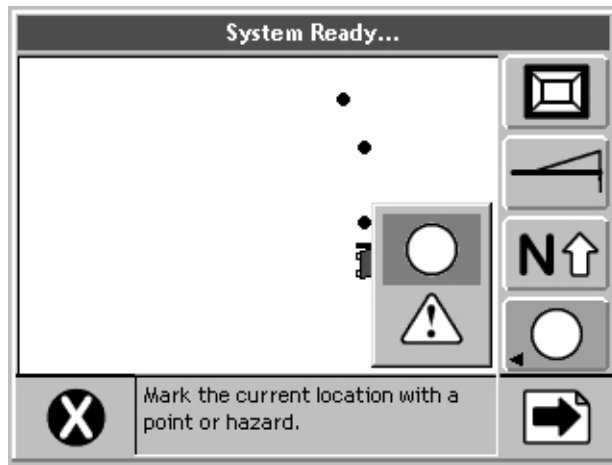 System Ready...
N
Mark the current location with a
point or hazard.